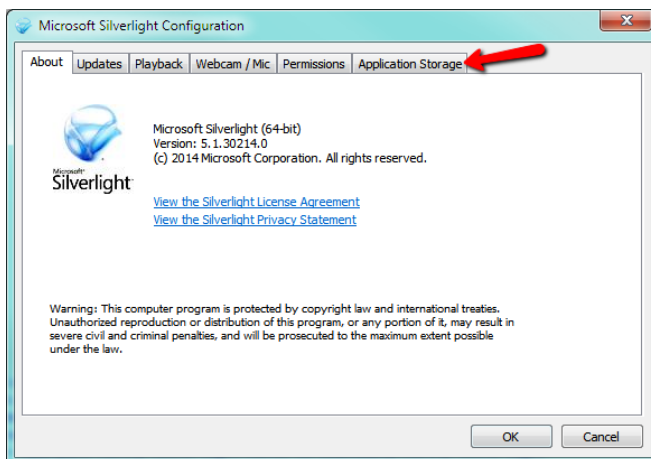 Microsoft Silverlight Configuration
About Updates Playback Webcam / Mic Permissions Application Storage
Microsoft Silverlight (64-bit)
Version: 5.1.30214.0
(c) 2014 Microsoft Corporation. All rights reserved.
Microsoft
Silverlight
View the Silverlight License Agreement
View the Silverlight Privacy Statement
Warning: This computer program is protected by copyright law and international treaties.
Unauthorized reproduction or distribution of this program, or any portion of it, may result in
severe civil and criminal penalties, and will be prosecuted to the maximum extent possible
under the law.
OK Cancel